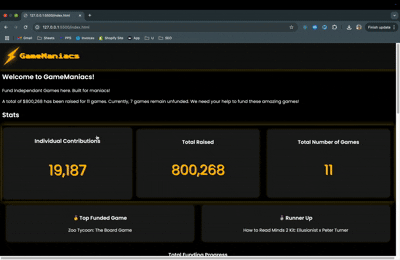 127.0.0.1:5500/index.html
127.0.0.1:5500/index.html
Finish update
Gmail
Sheets
Invoices
Shopify Site
App
SEO
GameManiacs
Welcome to GameManiacs!
Fund Independent Games here. Built for maniacs!
A total of $800,268 has been raised for 11 games. Currently, 7 games remain unfunded. We need your help to fund these amazing games!
Stats
Individual Contributions
Total Raised
Total Number of Games
19,187
800,268
11
🥇 Top Funded Game
🥈 Runner Up
Zoo Tycoon: The Board Game
How to Read Minds 2 Kit: Ellusionist x Peter Turner
Total Funding Progress